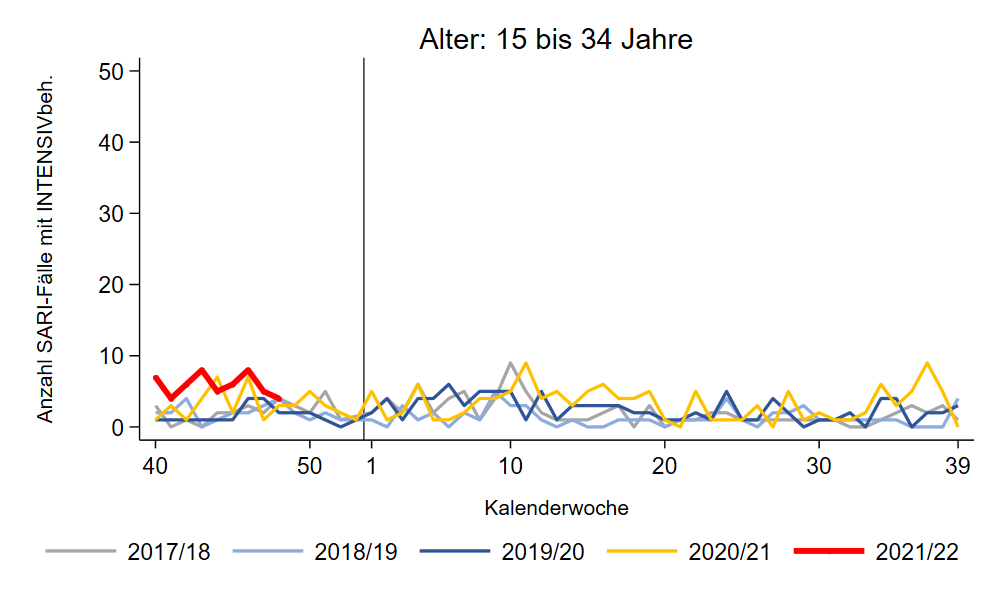 Alter: 15 bis 34 Jahre
Anzahl SARI-Fälle mit INTENSIVbeh.
50
40
30
20
10
0
40 50 1 10 20 30 39
Kalenderwoche
2017/18 2018/19 2019/20 2020/21 2021/22